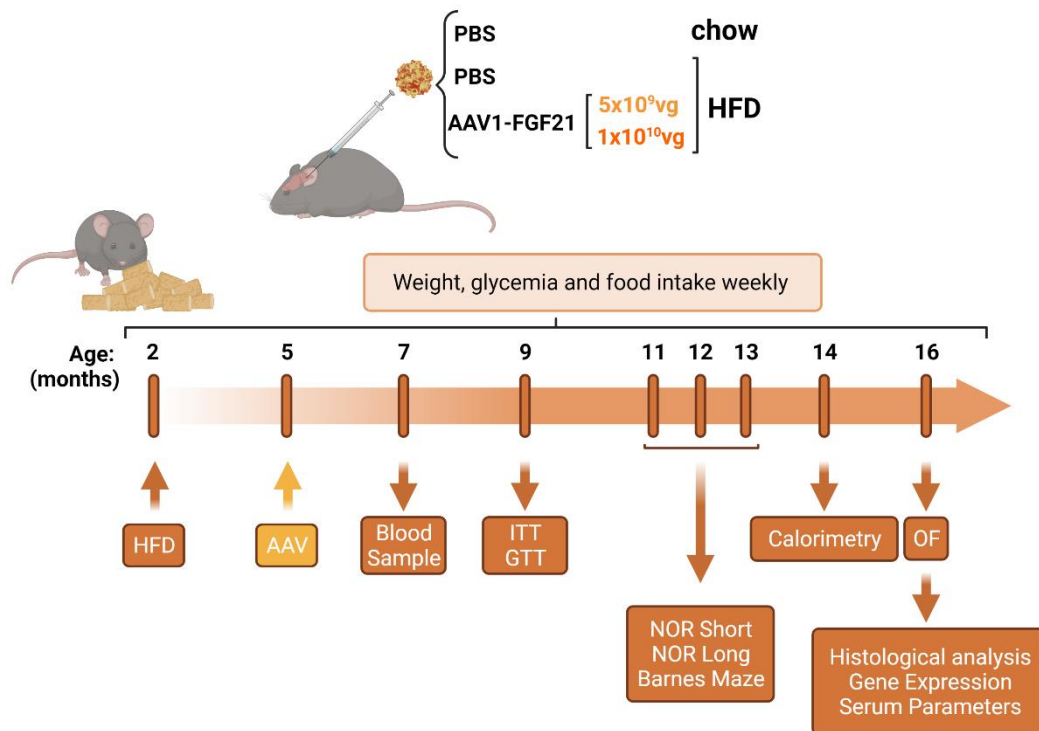 PBS
chow
PBS
AAV1-FGF21
5x10⁹vg
1x10¹⁰vg
HFD
Weight, glycemia and food intake weekly
Age: 2 5 7 9 11 12 13 14 16
(months)
HFD
AAV
Blood
Sample
ITT
GTT
Calorimetry
OF
NOR Short
NOR Long
Barnes Maze
Histological analysis
Gene Expression
Serum Parameters